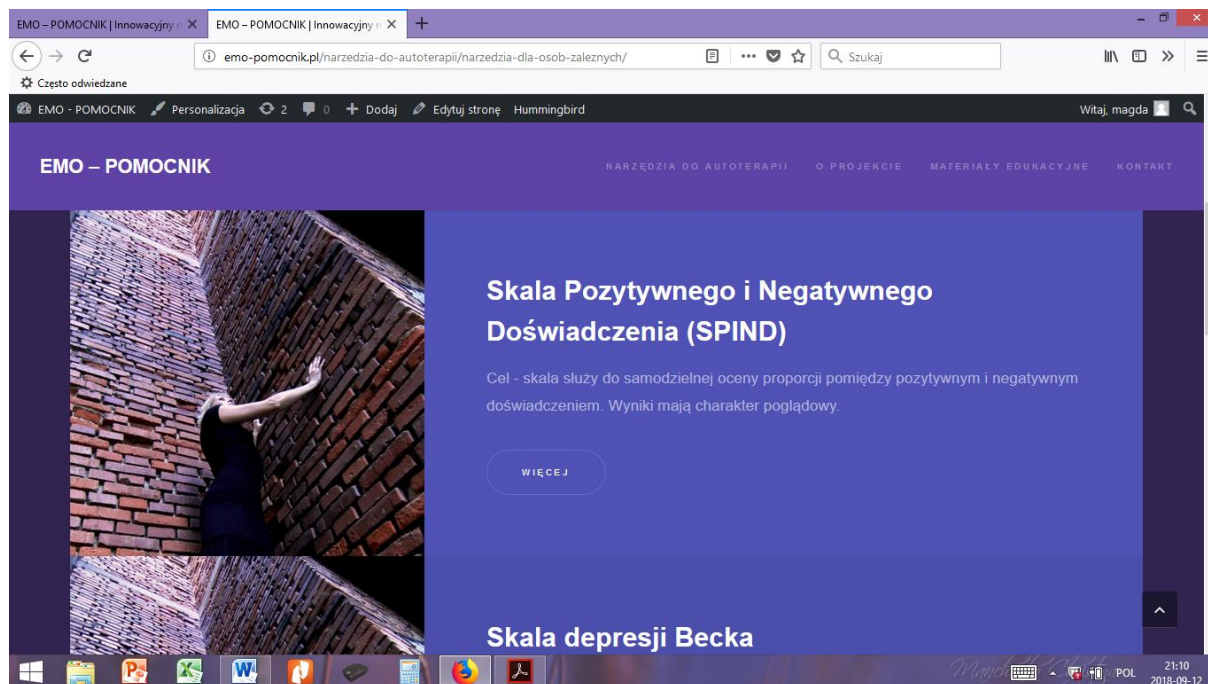 EMO – POMOCNIK | Innowacyjny n
EMO – POMOCNIK | Innowacyjny n
emo-pomocnik.pl/narzedzia-do-autoterapii/narzedzia-dla-osob-zaleznych/
Szukaj
Często odwiedzane
EMO - POMOCNIK Personalizacja 2 0 Dodaj Edytuj stronę Hummingbird Witaj, magda
EMO – POMOCNIK
NARZĘDZIA DO AUTOTERAPII O PROJEKCIE MATERIAŁY EDUKACYJNE KONTAKT
Skala Pozytywnego i Negatywnego
Doświadczenia (SPIND)
Cel - skala służy do samodzielnej oceny proporcji pomiędzy pozytywnym i negatywnym
doświadczeniem. Wyniki mają charakter poglądowy.
WIĘCEJ
Skala depresji Becka
POL 21:10
2018-09-12